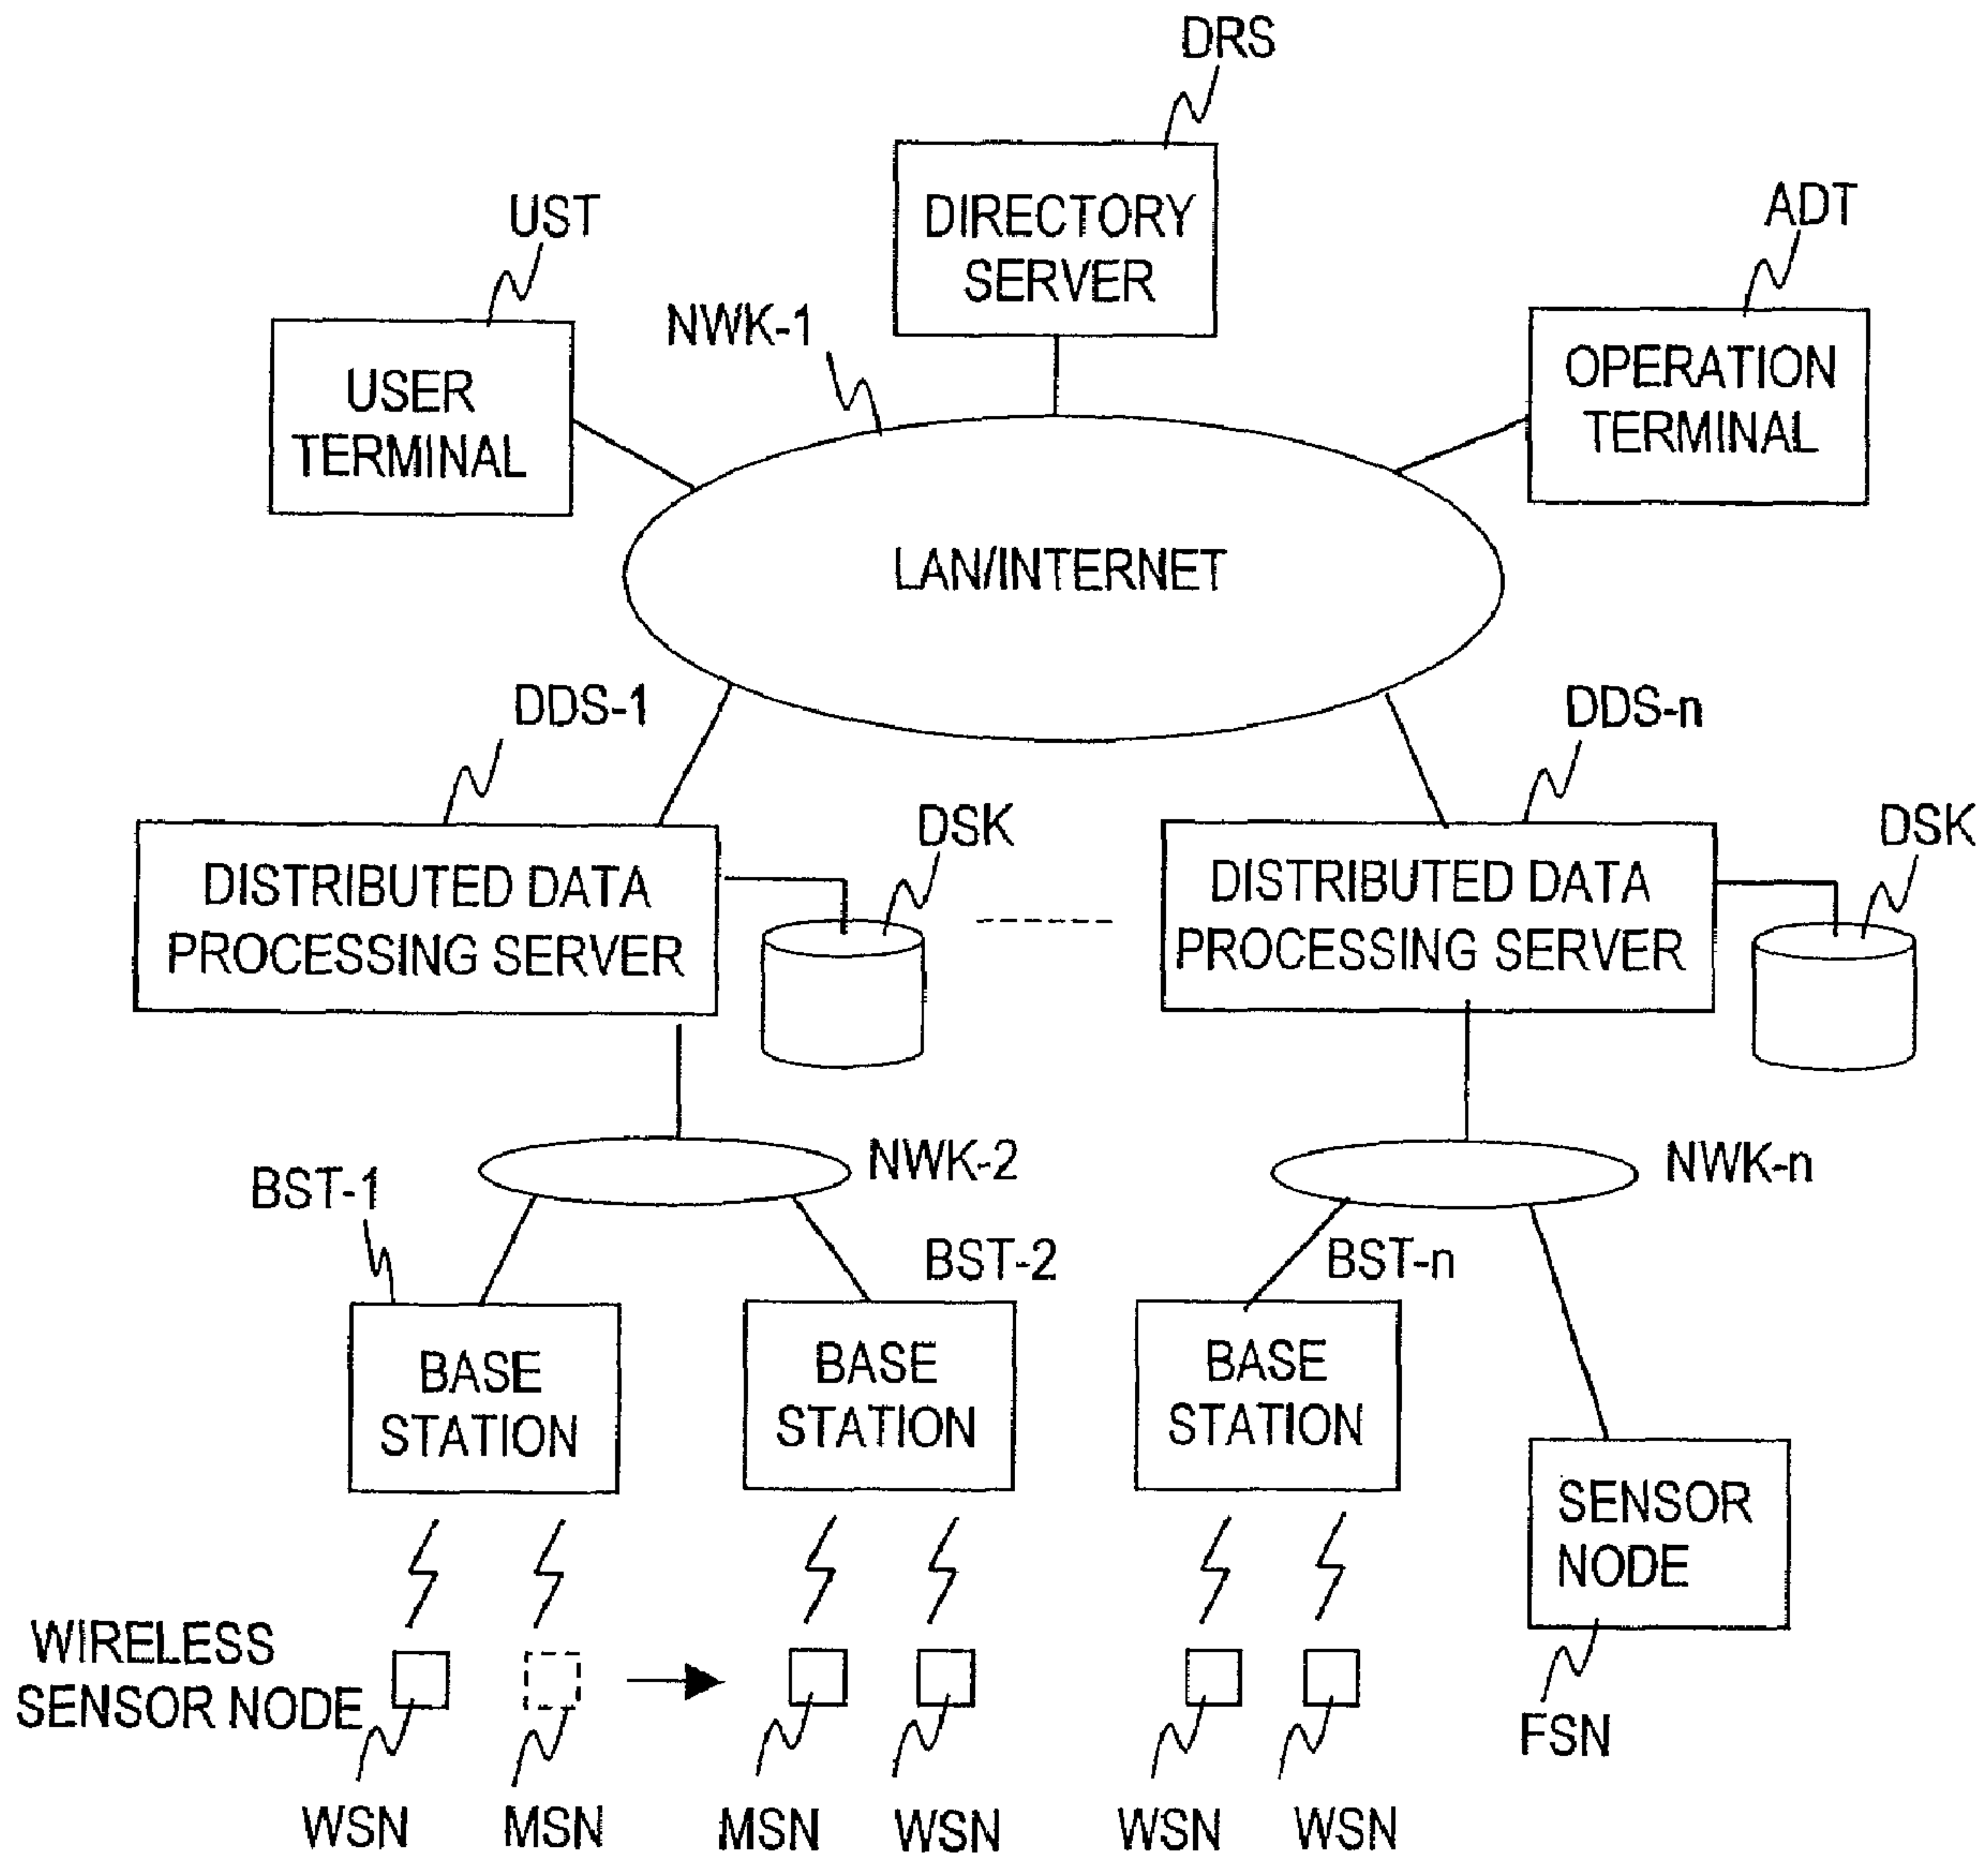 DRS
DIRECTORY
SERVER
UST
ADT
NWK-1
USER
TERMINAL
OPERATION
TERMINAL
LAN/INTERNET
DDS-1
DDS-n
DSK
DSK
DISTRIBUTED DATA
PROCESSING SERVER
DISTRIBUTED DATA
PROCESSING SERVER
NWK-2
NWK-n
BST-1
BST-2
BST-n
BASE
STATION
BASE
STATION
BASE
STATION
SENSOR
NODE
WIRELESS
SENSOR NODE
FSN
WSN
MSN
MSN
WSN
WSN
WSN